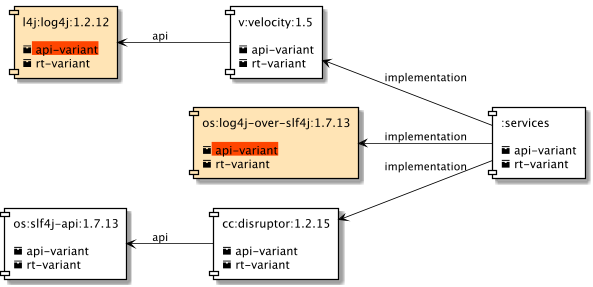 l4j:log4j:1.2.12
api-variant
rt-variant
api
v:velocity:1.5
api-variant
rt-variant
implementation
os:log4j-over-slf4j:1.7.13
api-variant
rt-variant
implementation
:services
api-variant
rt-variant
implementation
os:slf4j-api:1.7.13
api-variant
rt-variant
api
cc:disruptor:1.2.15
api-variant
rt-variant